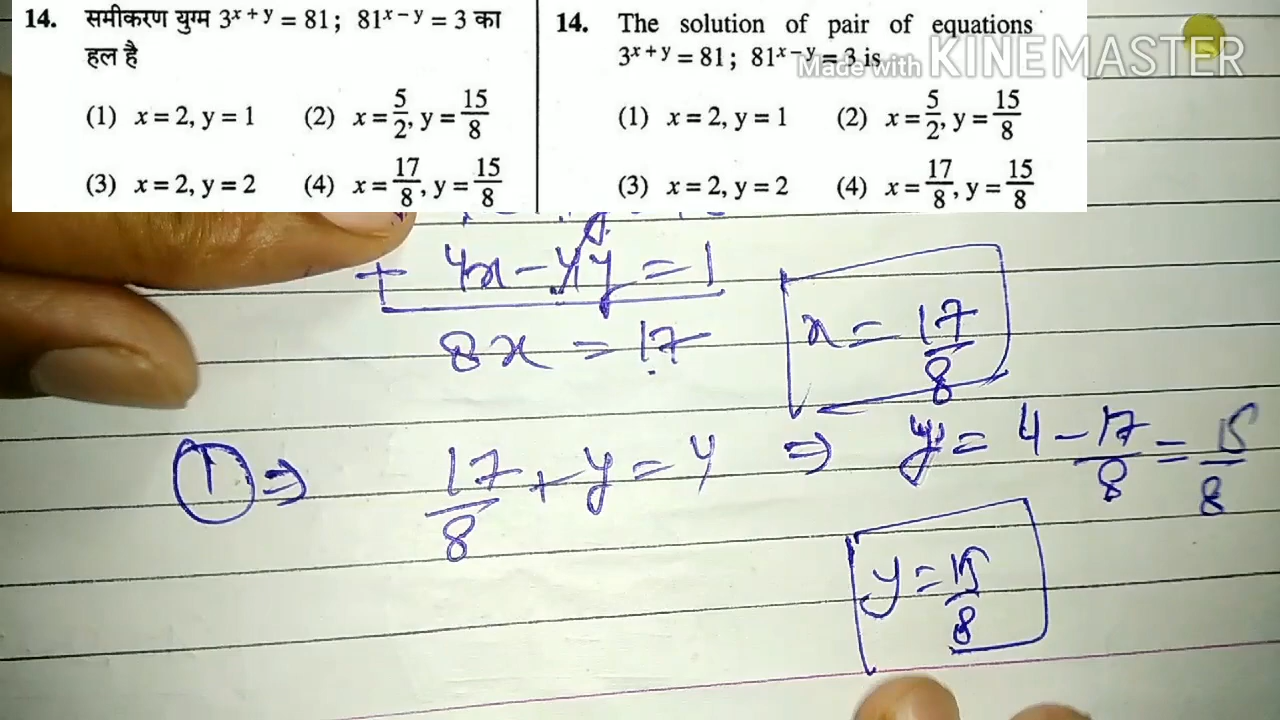 14. समीकरण युग्म 3^{x+y} = 81; 81^{x-y} = 3 का
हल है
(1) x = 2, y = 1 (2) x = 5/2, y = 15/8
(3) x = 2, y = 2 (4) x = 17/8, y = 15/8
14. The solution of pair of equations
3^{x+y} = 81; 81^{x-y} = 3 is
(1) x = 2, y = 1 (2) x = 5/2, y = 15/8
(3) x = 2, y = 2 (4) x = 17/8, y = 15/8
Made with KINEMASTER
+ 4x - 4y = 1
8x = 17
x = 17/8
① ⇒ 17/8 + y = 4 ⇒ y = 4 - 17/8 = 15/8
y = 15/8